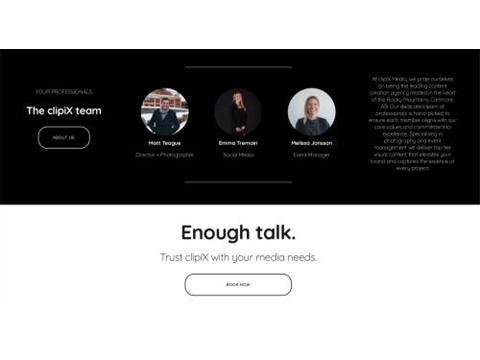 YOUR PROFESSIONALS
The clipiX team
ABOUT US
Matt Teague
Director + Photographer
Emma Tremain
Social Media
Melissa Jonsson
Event Manager
At clipiX Media, we pride ourselves
on being the leading content
creation agency nestled in the heart
of the Rocky Mountains, Canmore,
AB. Our dedicated team of
professionals is hand-picked to
ensure each member aligns with our
core values and commitment to
excellence. Specialising in
photography and event
management we deliver top-tier
visual content that elevates your
brand and captures the essence of
every project.
Enough talk.
Trust clipiX with your media needs.
BOOK NOW